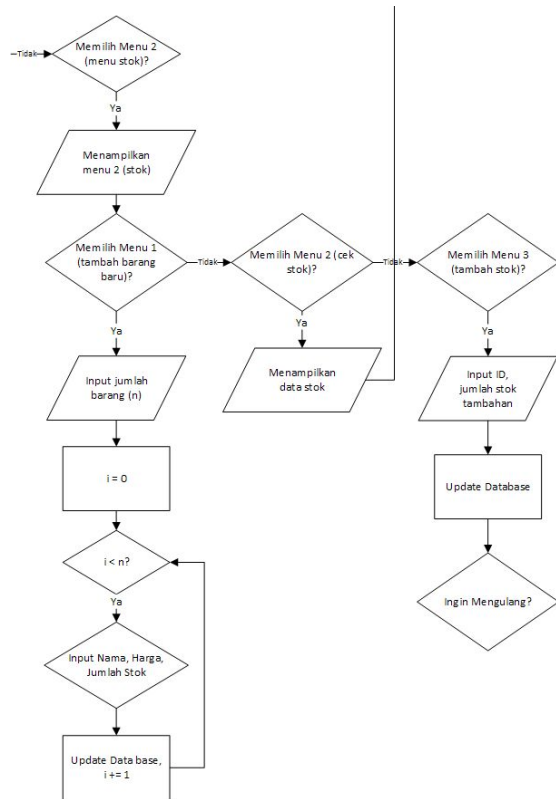 Tidak
Memilih Menu 2
(menu stok)?
Ya
Menampilkan
menu 2 (stok)
Memilih Menu 1
(tambah barang
baru)?
Tidak
Memilih Menu 2 (cek
stok)?
Tidak
Memilih Menu 3
(tambah stok)?
Ya
Ya
Ya
Input jumlah
barang (n)
Menampilkan
data stok
Input ID,
jumlah stok
tambahan
i = 0
Update Database
i < n?
Ya
Ingin Mengulang?
Input Nama, Harga,
Jumlah Stok
Update Database,
i += 1